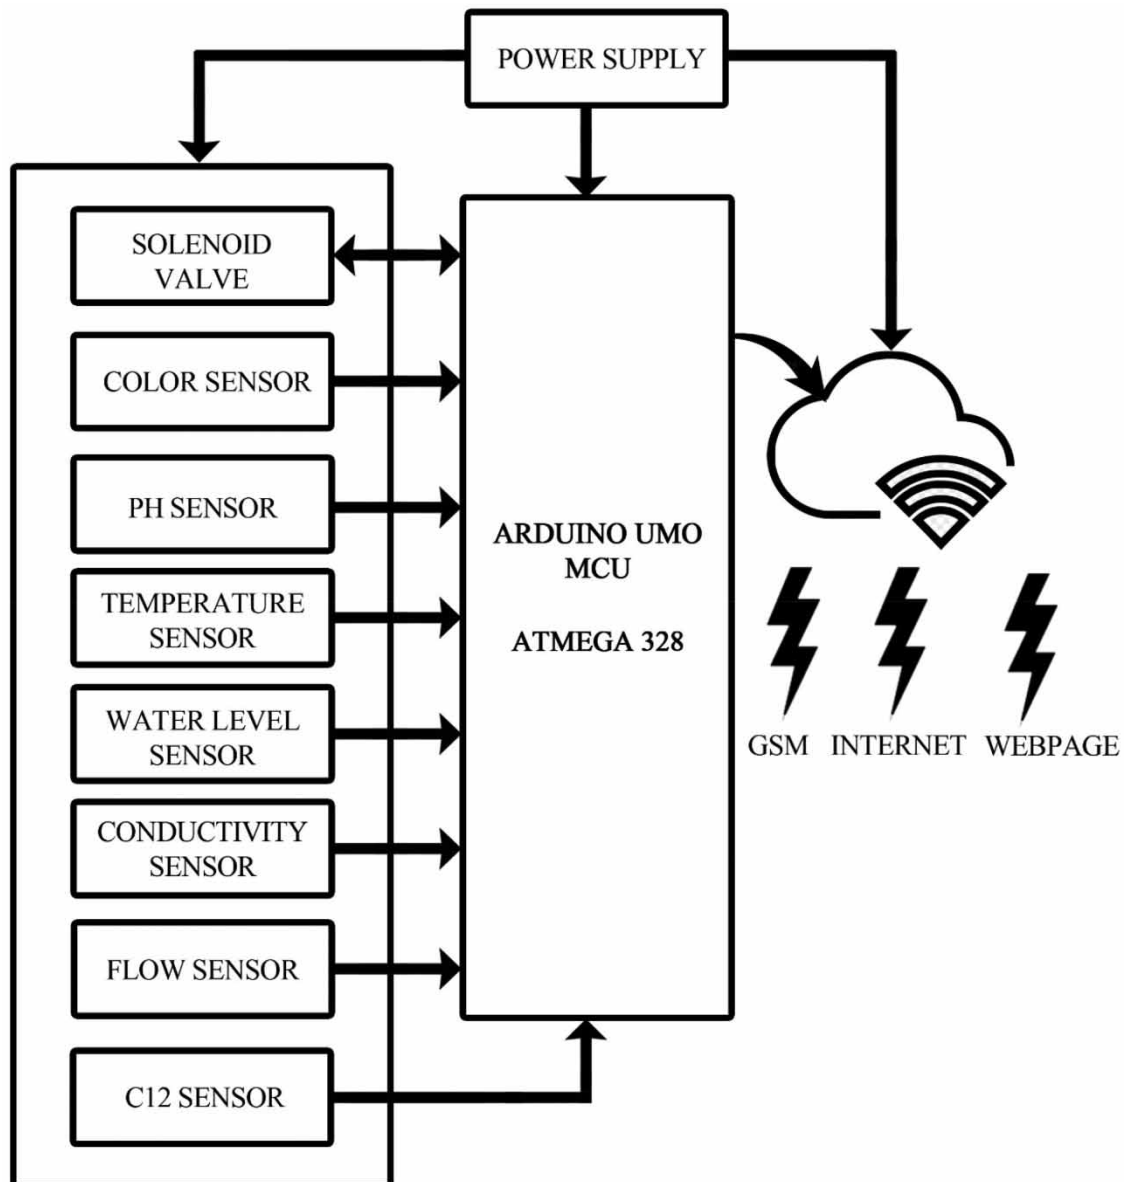 POWER SUPPLY
SOLENOID
VALVE
COLOR SENSOR
PH SENSOR
TEMPERATURE
SENSOR
WATER LEVEL
SENSOR
CONDUCTIVITY
SENSOR
FLOW SENSOR
C12 SENSOR
ARDUINO UMO
MCU
ATMEGA 328
GSM
INTERNET
WEBPAGE